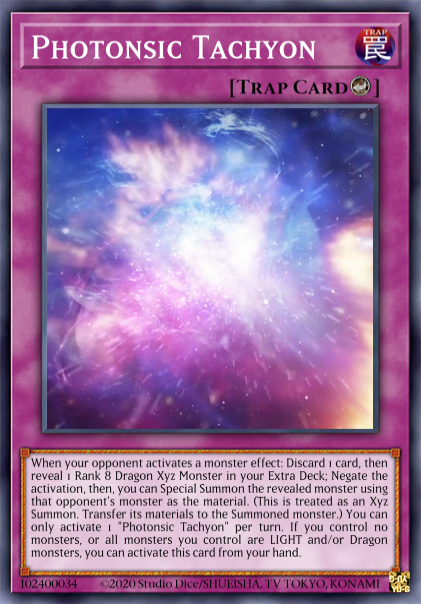 Photonsic Tachyon
TRAP
罠
[Trap Card]
When your opponent activates a monster effect: Discard 1 card, then
reveal 1 Rank 8 Dragon Xyz Monster in your Extra Deck; Negate the
activation, then, you can Special Summon the revealed monster using
that opponent's monster as the material. (This is treated as an Xyz
Summon. Transfer its materials to the Summoned monster.) You can
only activate 1 "Photonsic Tachyon" per turn. If you control no
monsters, or all monsters you control are LIGHT and/or Dragon
monsters, you can activate this card from your hand.
102400034 ©2020 Studio Dice/SHUEISHA, TV TOKYO, KONAMI